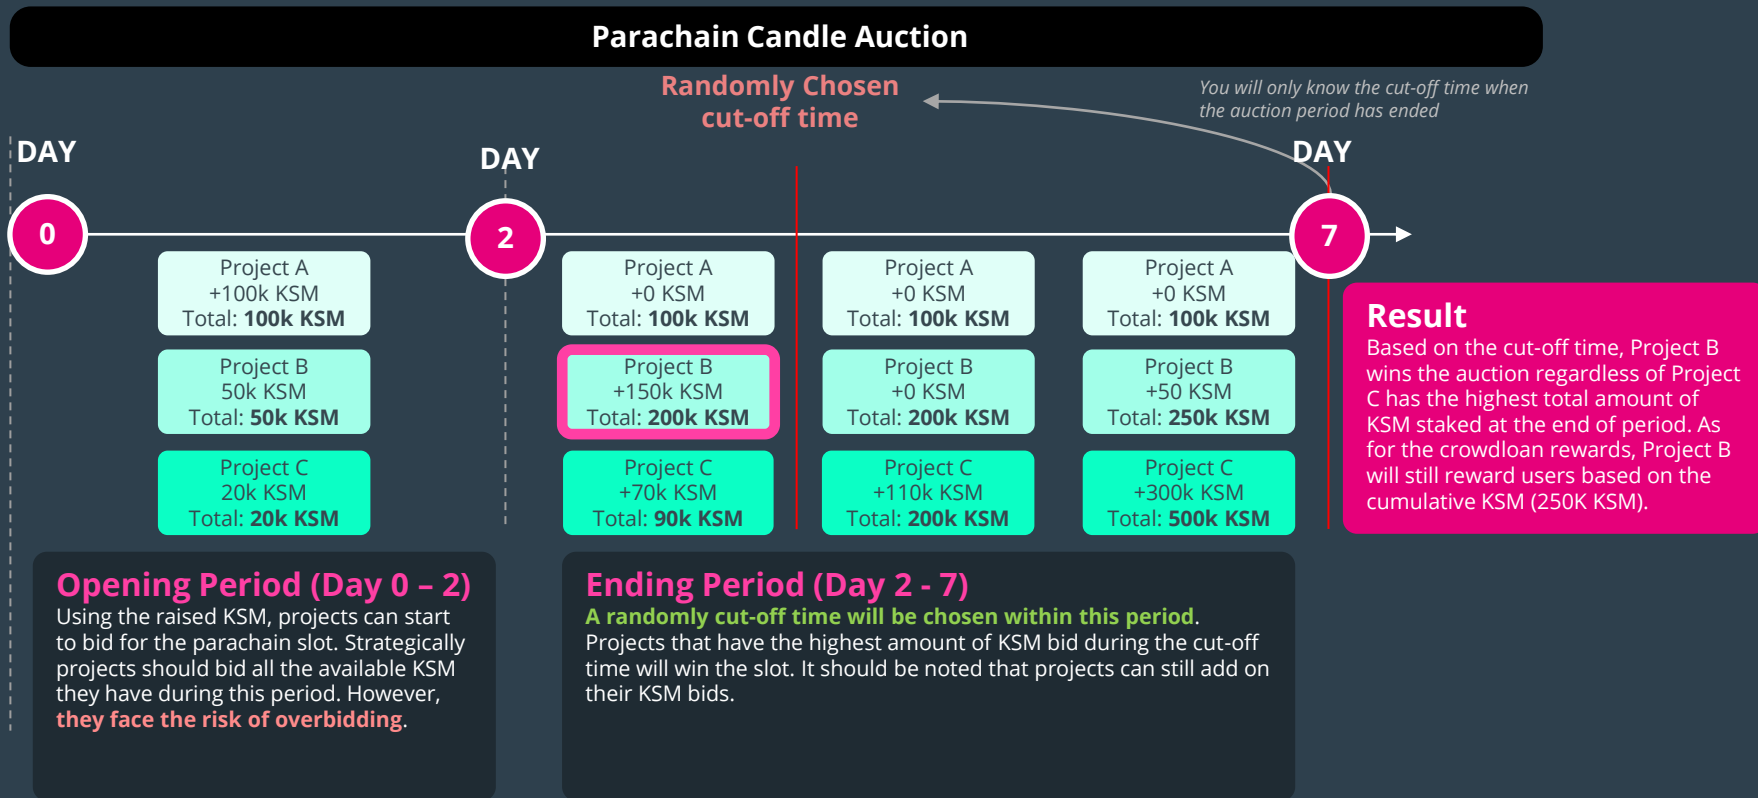 Parachain Candle Auction
Randomly Chosen
cut-off time
You will only know the cut-off time when
the auction period has ended
DAY
DAY
DAY
0
2
7
Project A
+100k KSM
Total: 100k KSM
Project B
50k KSM
Total: 50k KSM
Project C
20k KSM
Total: 20k KSM
Project A
+0 KSM
Total: 100k KSM
Project B
+150k KSM
Total: 200k KSM
Project C
+70k KSM
Total: 90k KSM
Project A
+0 KSM
Total: 100k KSM
Project B
+0 KSM
Total: 200k KSM
Project C
+110k KSM
Total: 200k KSM
Project A
+0 KSM
Total: 100k KSM
Project B
+50 KSM
Total: 250k KSM
Project C
+300k KSM
Total: 500k KSM
Result
Based on the cut-off time, Project B
wins the auction regardless of Project
C has the highest total amount of
KSM staked at the end of period. As
for the crowdloan rewards, Project B
will still reward users based on the
cumulative KSM (250K KSM).
Opening Period (Day 0 – 2)
Using the raised KSM, projects can start
to bid for the parachain slot. Strategically
projects should bid all the available KSM
they have during this period. However,
they face the risk of overbidding.
Ending Period (Day 2 - 7)
A randomly cut-off time will be chosen within this period.
Projects that have the highest amount of KSM bid during the cut-off
time will win the slot. It should be noted that projects can still add on
their KSM bids.